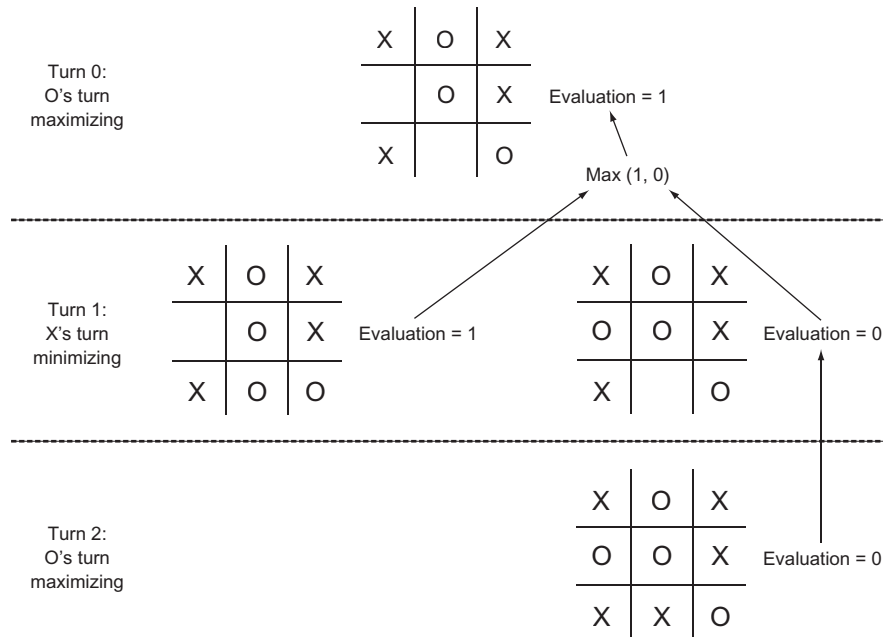 X O X
Turn 0:
O’s turn
maximizing
O X
Evaluation = 1
X O
Max (1, 0)
X O X
X O X
Turn 1:
X’s turn
minimizing
O X
Evaluation = 1
O O X
Evaluation = 0
X O O
X O
X O X
Turn 2:
O’s turn
maximizing
O O X
Evaluation = 0
X X O